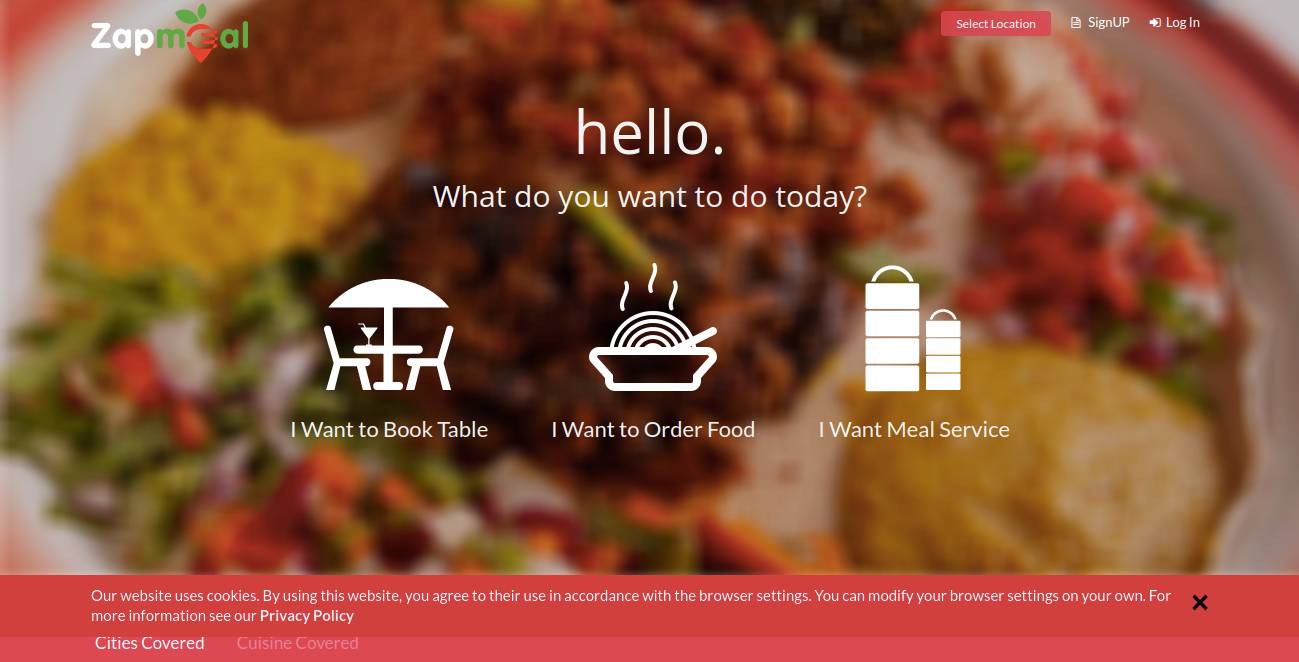 Zapmeal
Select Location
SignUP
Log In
hello.
What do you want to do today?
I Want to Book Table
I Want to Order Food
I Want Meal Service
Our website uses cookies. By using this website, you agree to their use in accordance with the browser settings. You can modify your browser settings on your own. For
more information see our Privacy Policy
Cities Covered
Cuisine Covered